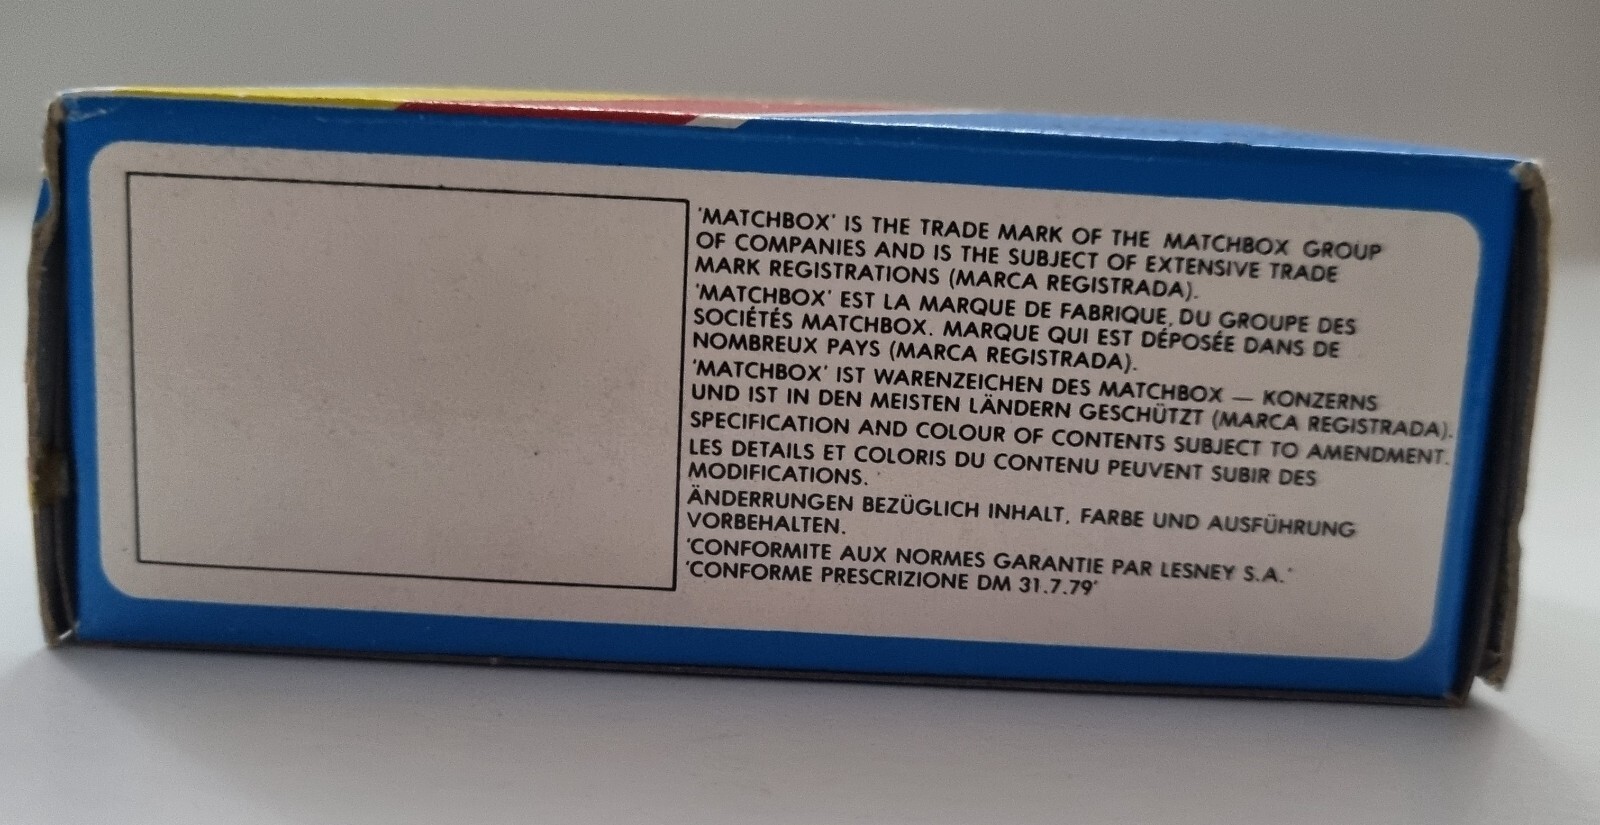 'MATCHBOX' IS THE TRADE MARK OF THE MATCHBOX GROUP
OF COMPANIES AND IS THE SUBJECT OF EXTENSIVE TRADE
MARK REGISTRATIONS (MARCA REGISTRADA).
'MATCHBOX' EST LA MARQUE DE FABRIQUE, DU GROUPE DES
SOCIÉTÉS MATCHBOX. MARQUE QUI EST DÉPOSÉE DANS DE
NOMBREUX PAYS (MARCA REGISTRADA).
'MATCHBOX' IST WARENZEICHEN DES MATCHBOX — KONZERNS
UND IST IN DEN MEISTEN LÄNDERN GESCHÜTZT (MARCA REGISTRADA).
SPECIFICATION AND COLOUR OF CONTENTS SUBJECT TO AMENDMENT.
LES DETAILS ET COLORIS DU CONTENU PEUVENT SUBIR DES
MODIFICATIONS.
ÄNDERRUNGEN BEZÜGLICH INHALT, FARBE UND AUSFÜHRUNG
VORBEHALTEN.
'CONFORMITE AUX NORMES GARANTIE PAR LESNEY S.A.'
'CONFORME PRESCRIZIONE DM 31.7.79'